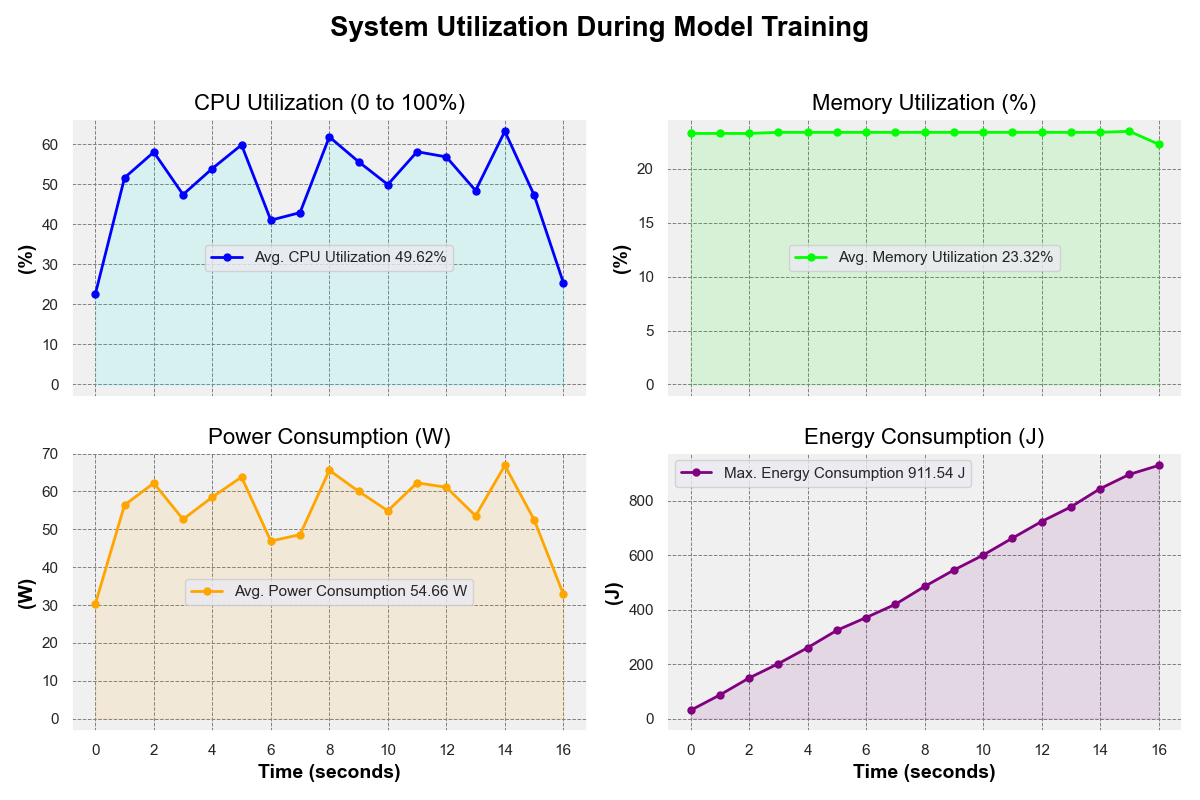 System Utilization During Model Training
CPU Utilization (0 to 100%)
60
50
40
30
20
10
0
(%)
Avg. CPU Utilization 49.62%
Memory Utilization (%)
20
15
10
5
0
(%)
Avg. Memory Utilization 23.32%
Power Consumption (W)
70
60
50
40
30
20
10
0
(W)
Avg. Power Consumption 54.66 W
0 2 4 6 8 10 12 14 16
Time (seconds)
Energy Consumption (J)
Max. Energy Consumption 911.54 J
800
600
400
200
0
(J)
0 2 4 6 8 10 12 14 16
Time (seconds)